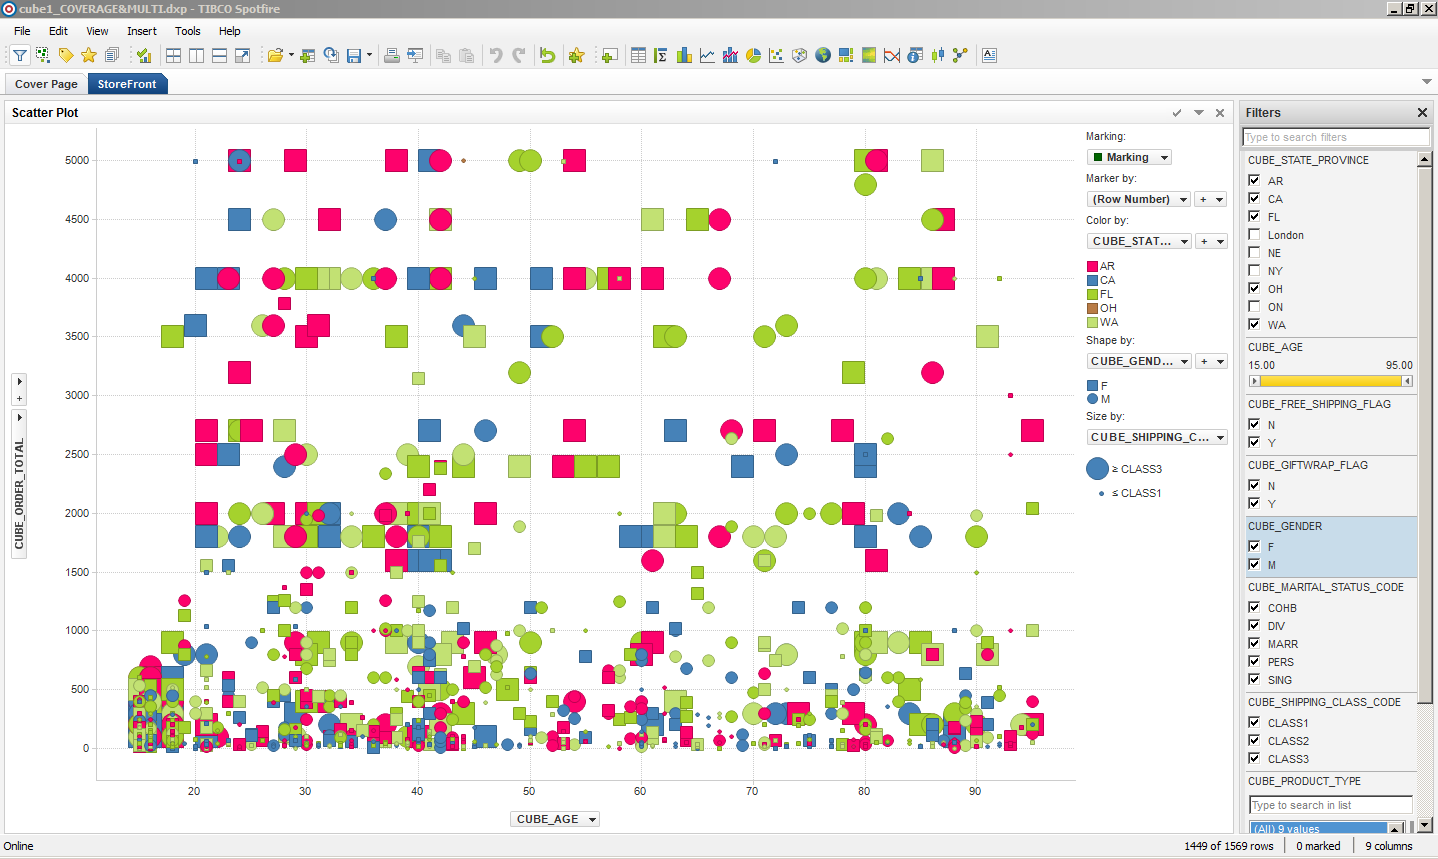 cube1_COVERAGE&MULTI.dxp - TIBCO Spotfire
File Edit View Insert Tools Help
Cover Page StoreFront
Scatter Plot
5000
4500
4000
3500
3000
2500
2000
1500
1000
500
0
CUBE_ORDER_TOTAL
20 30 40 50 60 70 80 90
CUBE_AGE
Marking:
Marking
Marker by:
(Row Number) +
Color by:
CUBE_STAT... +
AR
CA
FL
OH
WA
Shape by:
CUBE_GEND... +
F
M
Size by:
CUBE_SHIPPING_C...
≥ CLASS3
≤ CLASS1
Filters
Type to search filters
CUBE_STATE_PROVINCE
AR
CA
FL
London
NE
NY
OH
ON
WA
CUBE_AGE
15.00 95.00
CUBE_FREE_SHIPPING_FLAG
N
Y
CUBE_GIFTWRAP_FLAG
N
Y
CUBE_GENDER
F
M
CUBE_MARITAL_STATUS_CODE
COHB
DIV
MARR
PERS
SING
CUBE_SHIPPING_CLASS_CODE
CLASS1
CLASS2
CLASS3
CUBE_PRODUCT_TYPE
Type to search in list
(All) 9 values
Online
1449 of 1569 rows 0 marked 9 columns